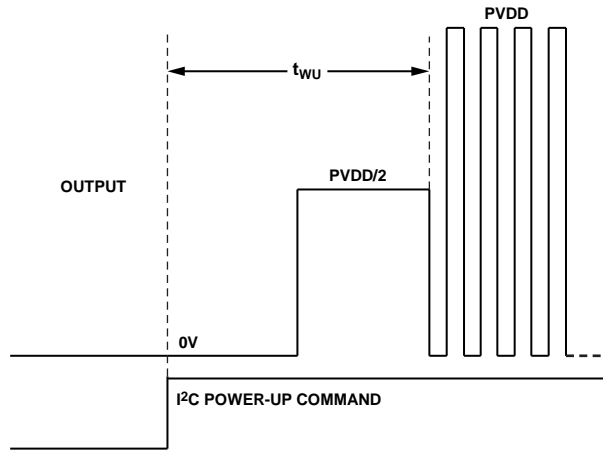 PVDD
tWU
OUTPUT
PVDD/2
0V
I²C POWER-UP COMMAND